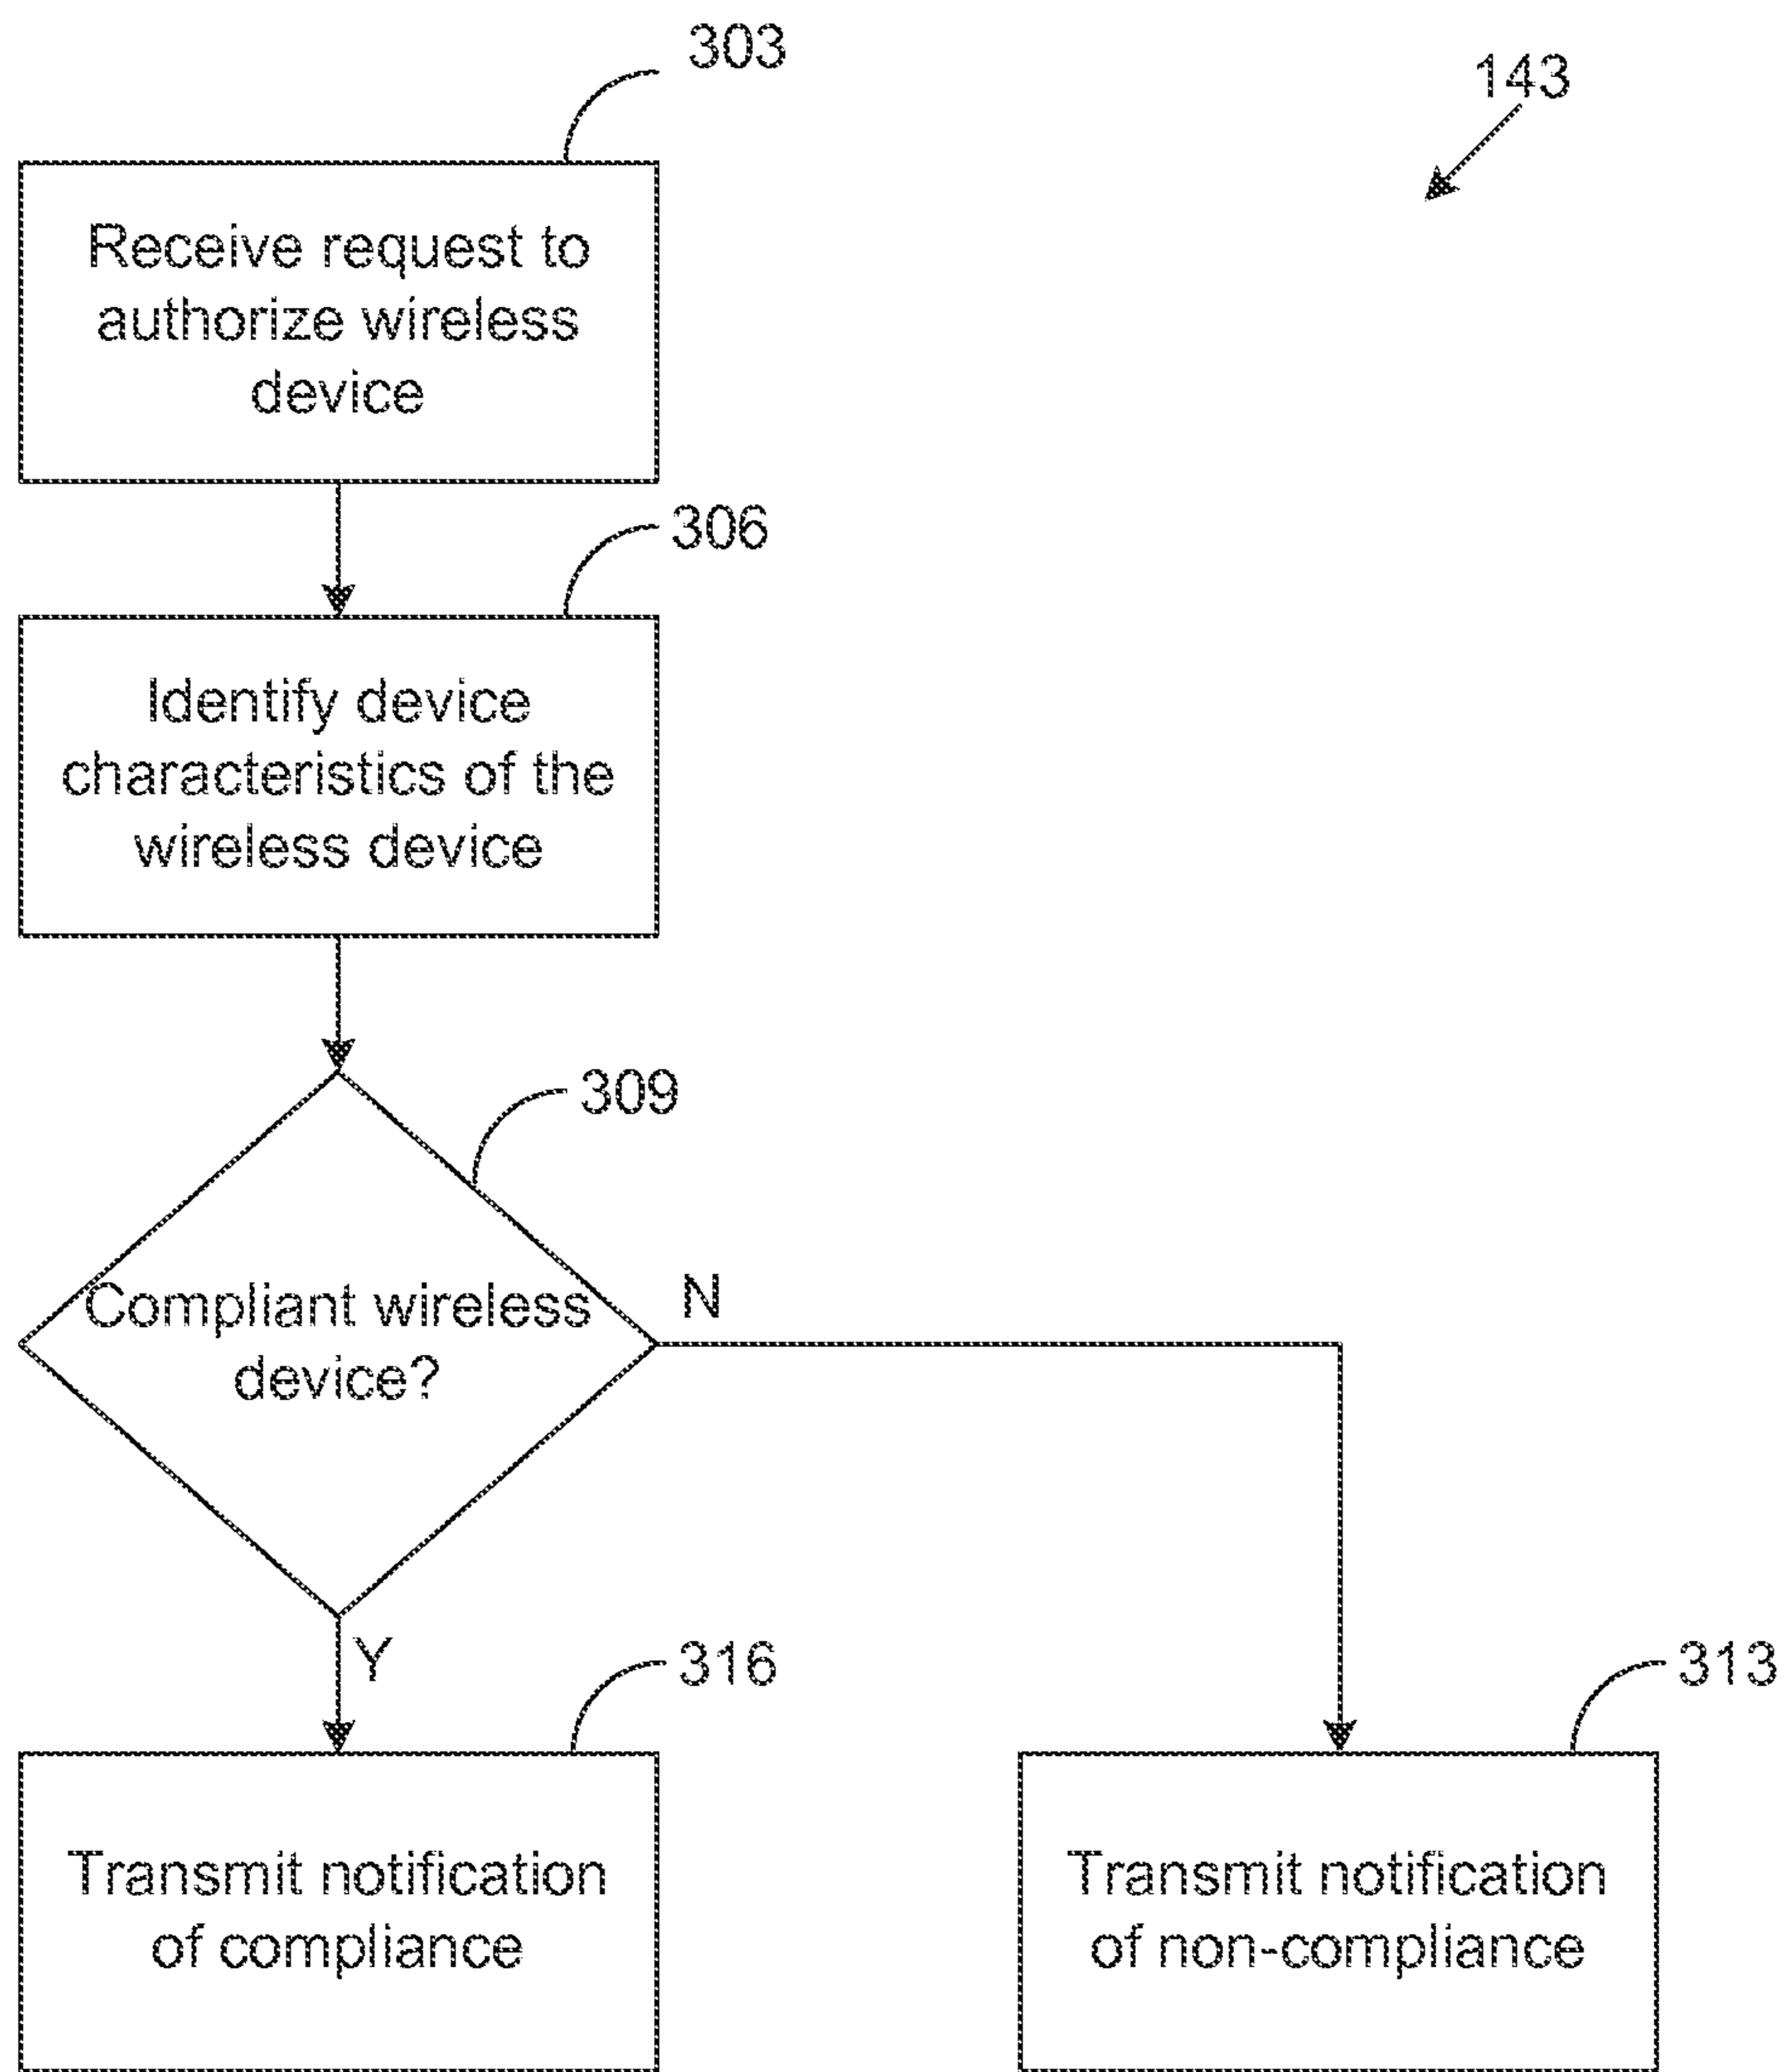 303
143
Receive request to
authorize wireless
device
306
Identify device
characteristics of the
wireless device
309
Compliant wireless
device?
N
Y
316
313
Transmit notification
of compliance
Transmit notification
of non-compliance